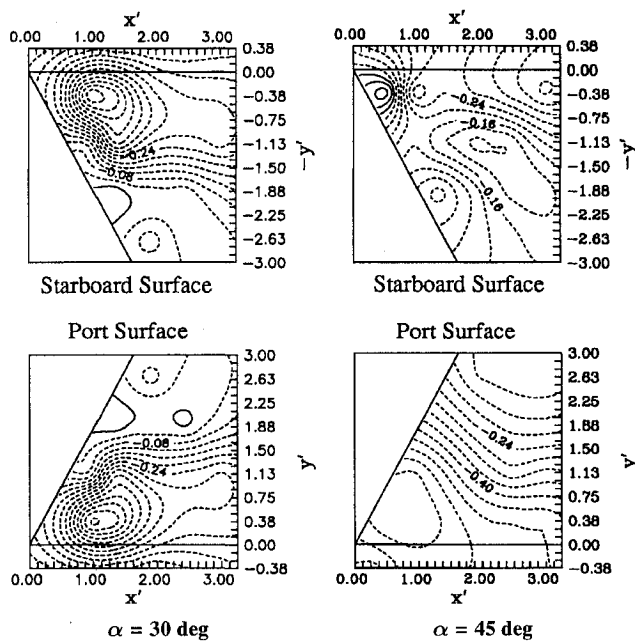 x' x'
0.00 1.00 2.00 3.00 0.00 1.00 2.00 3.00
0.38 0.38
0.00 0.00
−0.38 −0.38
−0.75 −0.24 −0.75
−1.13 −0.24 −0.16 −1.13
−y' −y'
−1.50 −0.08 −1.50
−1.88 −0.16 −1.88
−2.25 −2.25
−2.63 −2.63
−3.00 −3.00
Starboard Surface Starboard Surface
Port Surface Port Surface
3.00 3.00
2.63 2.63
2.25 2.25
1.88 1.88
−0.08 1.50 −0.24 1.50
y' y'
−0.24 1.13 1.13
0.75 −0.40 0.75
0.38 0.38
0.00 0.00
−0.38 −0.38
0.00 1.00 2.00 3.00 0.00 1.00 2.00 3.00
x' x'
α = 30 deg α = 45 deg